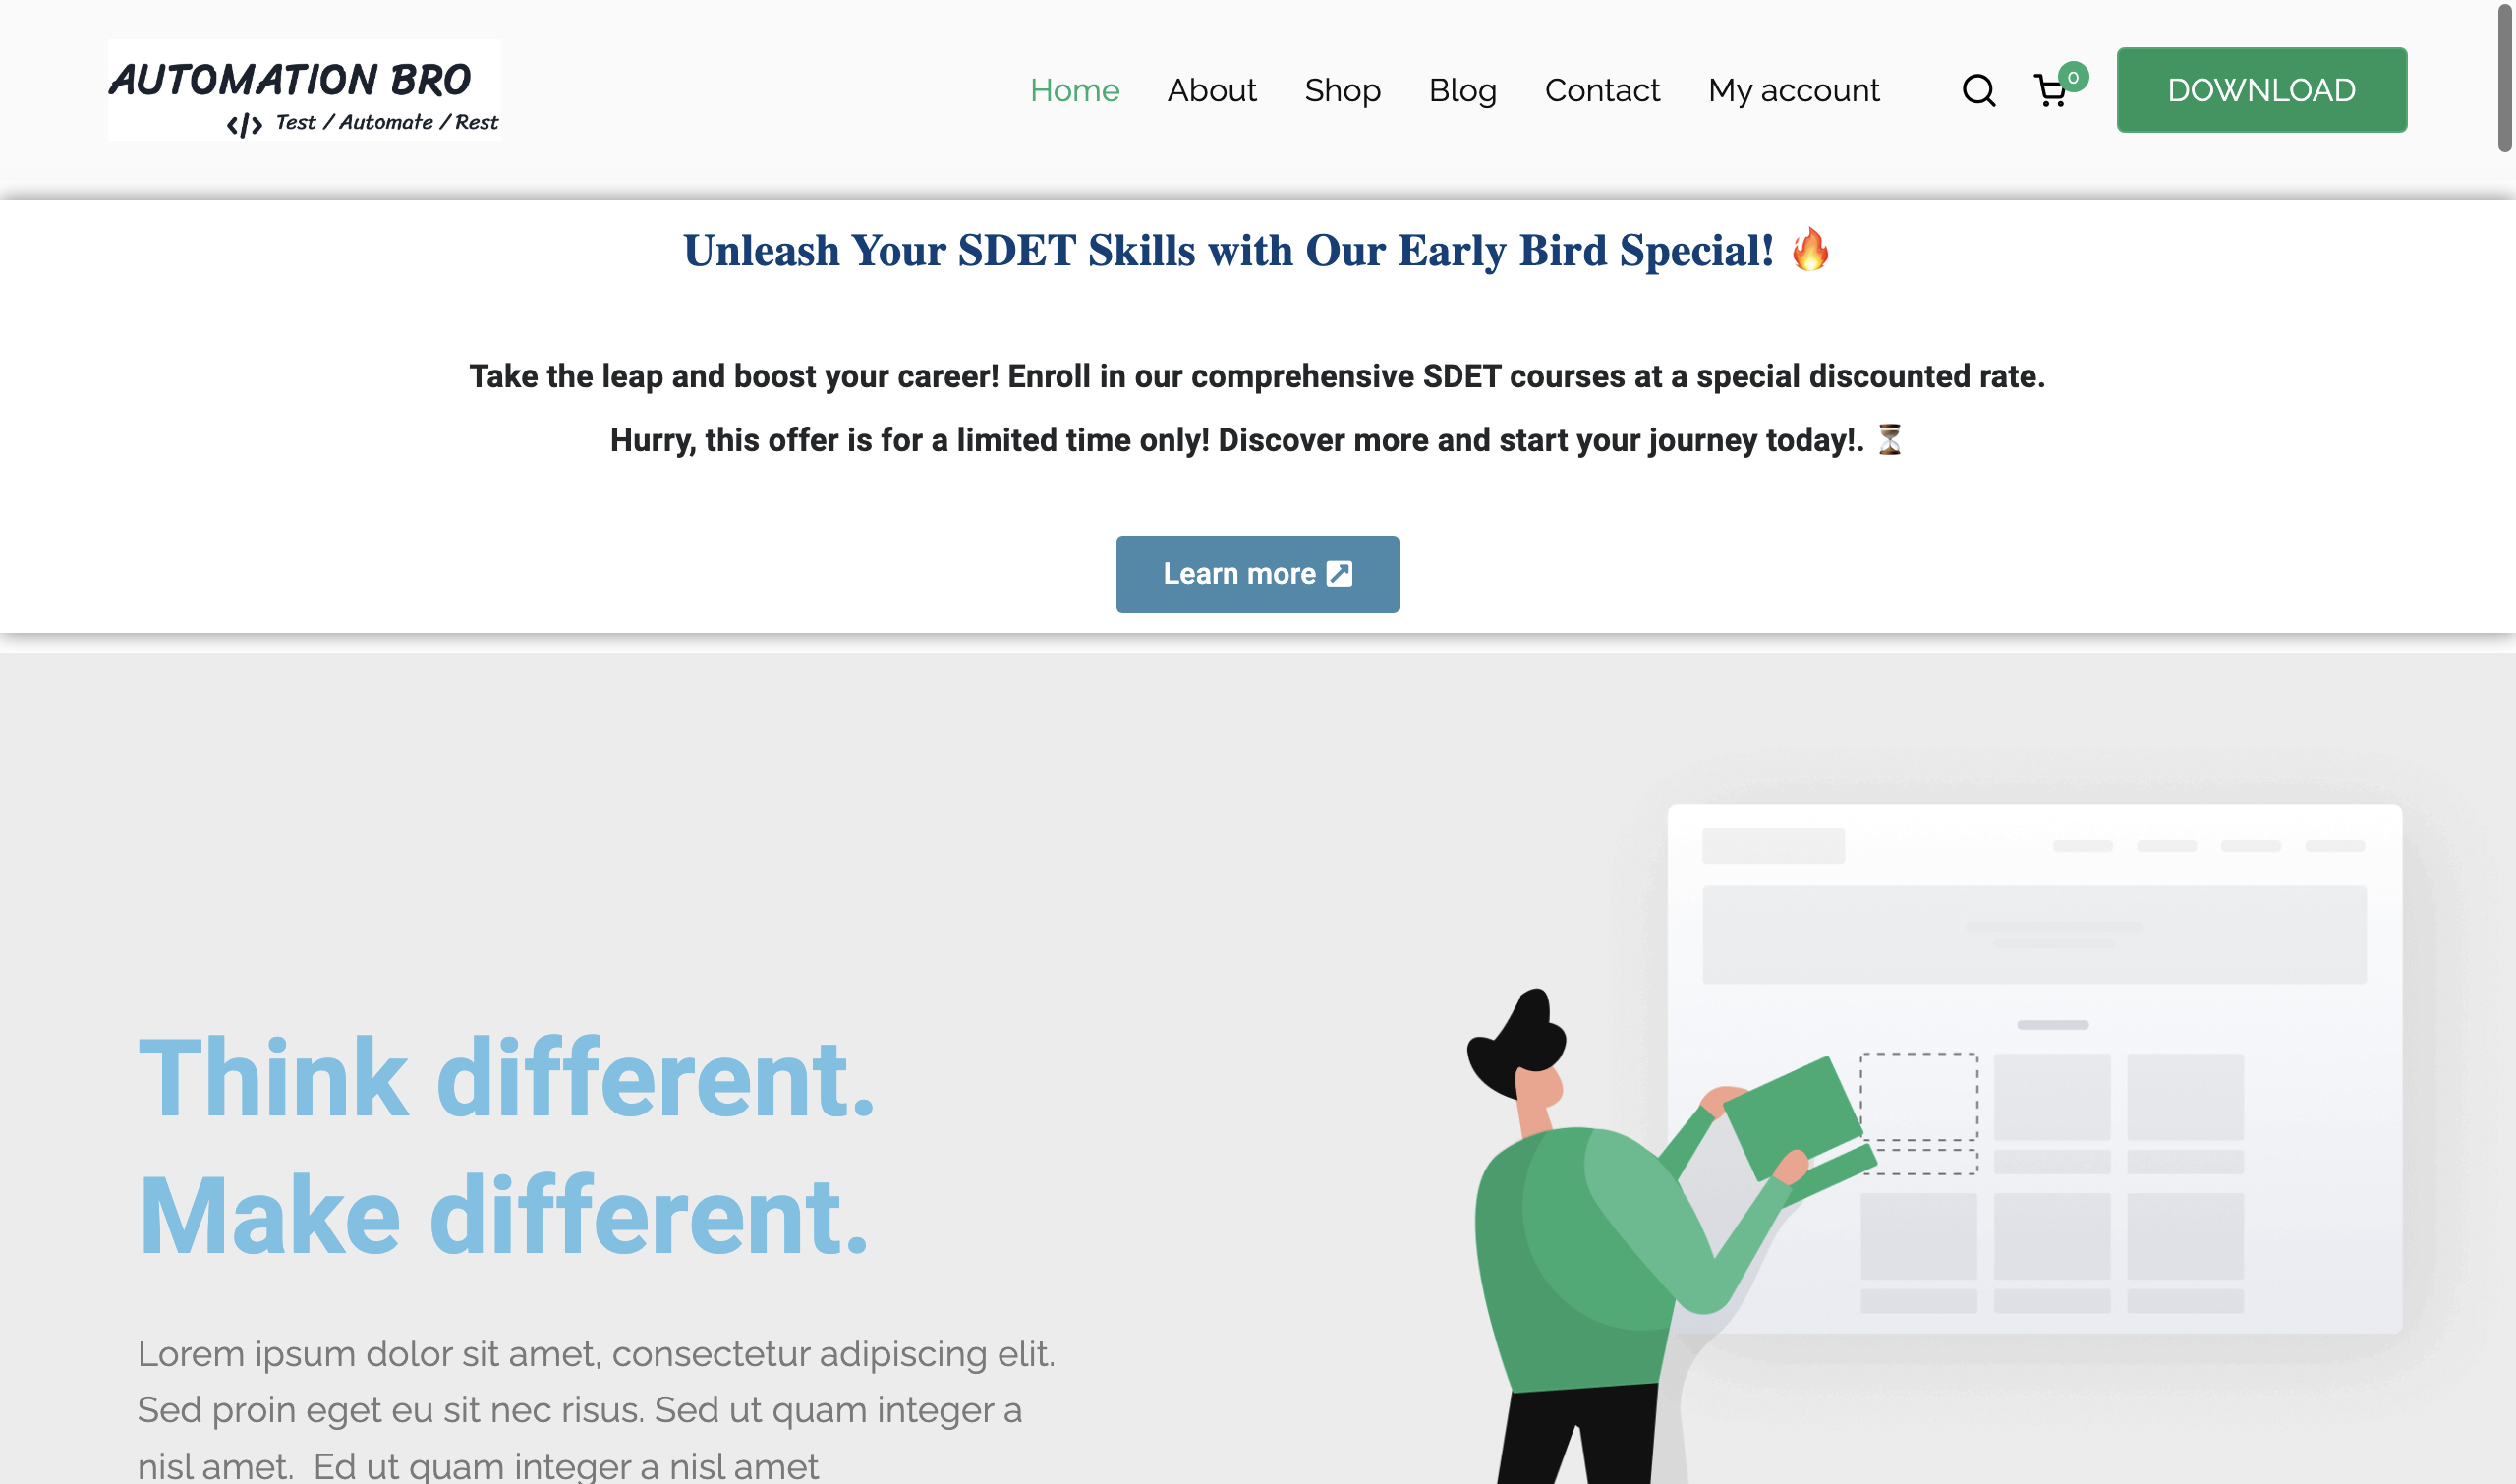 AUTOMATION BRO
</> Test / Automate / Rest
Home About Shop Blog Contact My account 0 DOWNLOAD
Unleash Your SDET Skills with Our Early Bird Special! 🔥
Take the leap and boost your career! Enroll in our comprehensive SDET courses at a special discounted rate.
Hurry, this offer is for a limited time only! Discover more and start your journey today!. ⏳
Learn more
Think different.
Make different.
Lorem ipsum dolor sit amet, consectetur adipiscing elit.
Sed proin eget eu sit nec risus. Sed ut quam integer a
nisl amet.  Ed ut quam integer a nisl amet